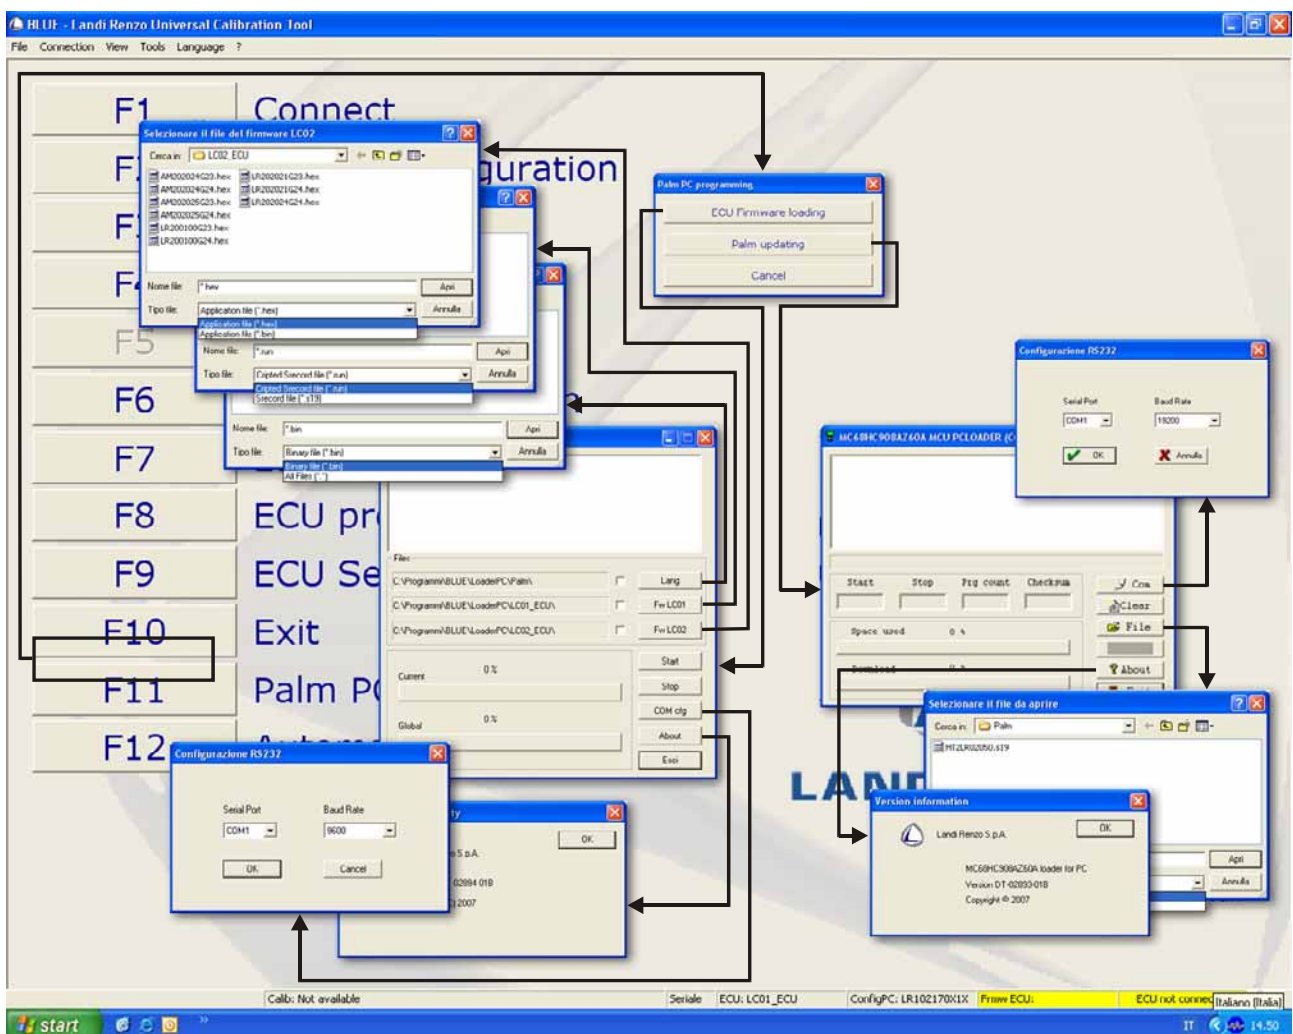 BLUE - Landi Renzo Universal Calibration Tool
File Connection View Tools Language ?
F1 Connect
Selezionare il file del firmware LC02
Cerca in: LC02_ECU
AM202024G23.hex LR202021G23.hex
AM202024G24.hex LR202021G24.hex
AM202025G23.hex LR202024G24.hex
AM202025G24.hex
LR200100G23.hex
LR200100G24.hex
Nome file: *.hex Apri
Tipo file: Application file (*.hex) Annulla
Application file (*.hex)
Application file (*.bin)
Nome file: *.run Apri
Tipo file: Cripted Srecord file (*.run) Annulla
Cripted Srecord file (*.run)
Srecord file (*.s19)
Nome file: *.bin Apri
Tipo file: Binary file (*.bin) Annulla
Binary file (*.bin)
All Files (*.*)
Palm PC programming
ECU Firmware loading
Palm updating
Cancel
F5
F6
F7
F8 ECU pr
F9 ECU Se
F10 Exit
F11 Palm P
F12
Files
C:\Programmi\BLUE\LoaderPC\Palm\ Lang
C:\Programmi\BLUE\LoaderPC\LC01_ECU\ Fw LC01
C:\Programmi\BLUE\LoaderPC\LC02_ECU\ Fw LC02
Current 0 %
Global 0 %
Start
Stop
COM cfg
About
Esci
Configurazione RS232
Serial Port Baud Rate
COM1 9600
OK Cancel
ty
OK
o S.p.A.
02894 01B
2007
MC68HC908AZ60A MCU PCLOADER (C
Configurazione RS232
Serial Port Baud Rate
COM1 19200
OK Annulla
Start Stop Prg count Checksum
Space used 0 %
Download 0 %
Com
Clear
File
About
Selezionare il file da aprire
Cerca in: Palm
MT2LR02050.s19
Apri
Annulla
LAND
Version information
Landi Renzo S.p.A. OK
MC68HC908AZ60A loader for PC
Version DT-02893-01B
Copyright © 2007
Calib: Not available Seriale ECU: LC01_ECU ConfigPC: LR102170X1X Frmw ECU: ECU not connec
Italiano (Italia)
start IT 14.50